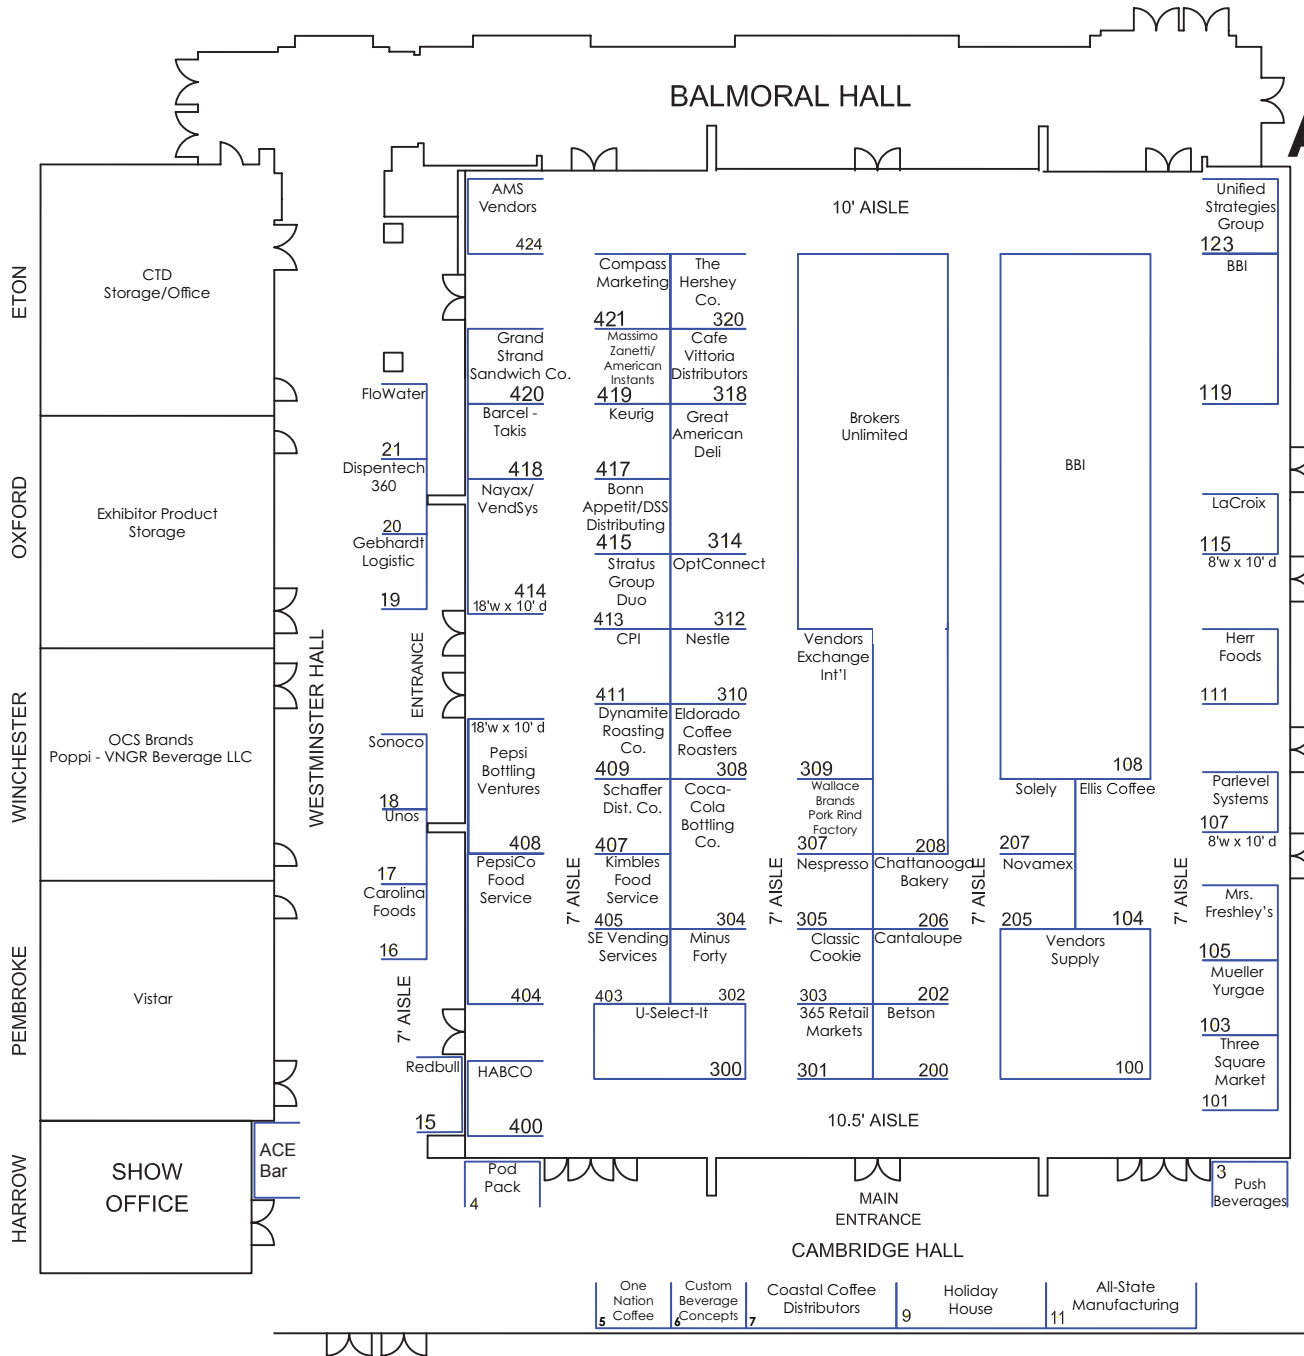 BALMORAL HALL
A
AMS
Vendors
424
10' AISLE
Unified
Strategies
Group
123
BBI
119
ETON
CTD
Storage/Office
Compass
Marketing
421
The
Hershey
Co.
320
Grand
Strand
Sandwich Co.
420
Massimo
Zanetti/
American
Instants
419
Cafe
Vittoria
Distributors
318
FloWater
21
Barcel -
Takis
418
Keurig
417
Great
American
Deli
314
Brokers
Unlimited
208
BBI
108
OXFORD
Exhibitor Product
Storage
Dispentech
360
20
Nayax/
VendSys
414
18'w x 10' d
Bonn
Appetit/DSS
Distributing
415
LaCroix
115
8'w x 10' d
Gebhardt
Logistic
19
Stratus
Group
Duo
413
OptConnect
312
WESTMINSTER HALL
ENTRANCE
CPI
411
Nestle
310
Vendors
Exchange
Int'l
309
Herr
Foods
111
WINCHESTER
OCS Brands
Poppi - VNGR Beverage LLC
Sonoco
18
18'w x 10' d
Pepsi
Bottling
Ventures
408
Dynamite
Roasting
Co.
409
Eldorado
Coffee
Roasters
308
Unos
17
Schaffer
Dist. Co.
407
Coca-
Cola
Bottling
Co.
304
Wallace
Brands
Pork Rind
Factory
307
Solely
207
Ellis Coffee
104
Parlevel
Systems
107
8'w x 10' d
Carolina
Foods
16
PepsiCo
Food
Service
404
7' AISLE
Kimbles
Food
Service
405
7' AISLE
Nespresso
305
Chattanooga
Bakery
206
7' AISLE
Novamex
205
7' AISLE
Mrs.
Freshley's
105
PEMBROKE
Vistar
7' AISLE
SE Vending
Services
403
Minus
Forty
302
Classic
Cookie
303
Cantaloupe
202
Vendors
Supply
100
Mueller
Yurgae
103
Redbull
15
HABCO
400
U-Select-It
300
365 Retail
Markets
301
Betson
200
Three
Square
Market
101
10.5' AISLE
HARROW
SHOW
OFFICE
ACE
Bar
Pod
Pack
4
MAIN
ENTRANCE
3
Push
Beverages
CAMBRIDGE HALL
One
Nation
Coffee
5
Custom
Beverage
Concepts
6
Coastal Coffee
Distributors
7
Holiday
House
9
All-State
Manufacturing
11